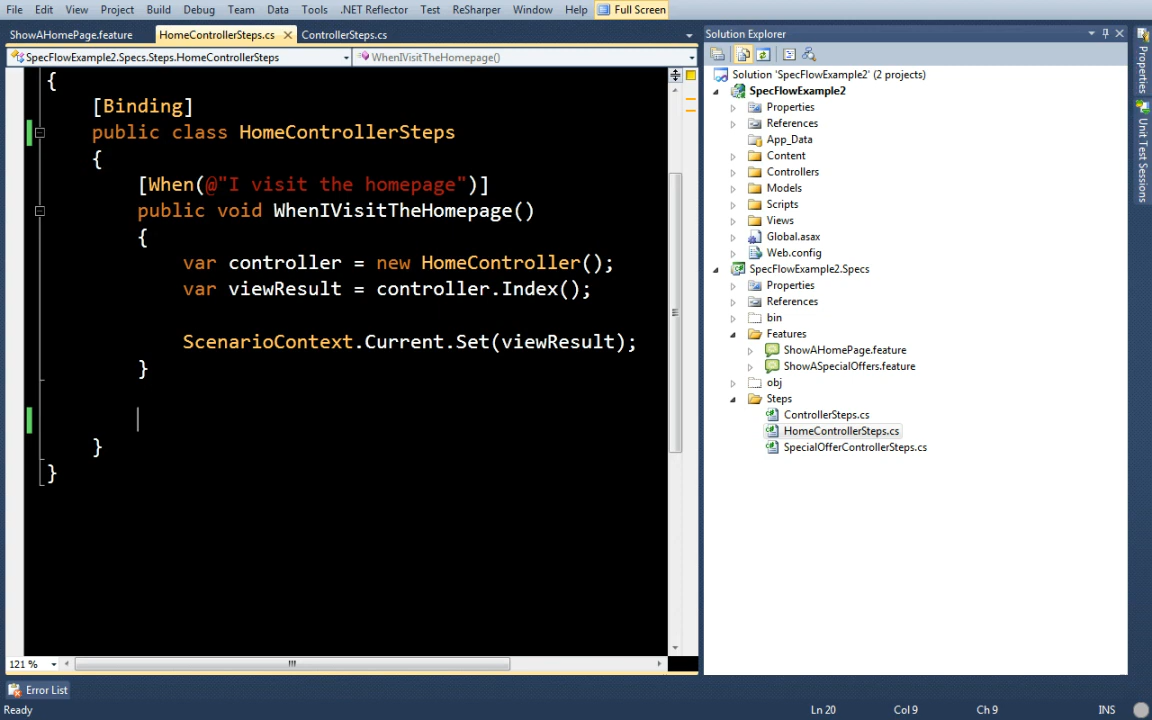 File Edit View Project Build Debug Team Data Tools .NET Reflector Test ReSharper Window Help Full Screen
ShowAHomePage.feature HomeControllerSteps.cs ControllerSteps.cs
SpecFlowExample2.Specs.Steps.HomeControllerSteps WhenIVisitTheHomepage()
{
[Binding]
public class HomeControllerSteps
{
[When(@"I visit the homepage")]
public void WhenIVisitTheHomepage()
{
var controller = new HomeController();
var viewResult = controller.Index();
ScenarioContext.Current.Set(viewResult);
}
}
}
121 %
Error List
Ready Ln 20 Col 9 Ch 9 INS
Solution Explorer
Solution 'SpecFlowExample2' (2 projects)
SpecFlowExample2
Properties
References
App_Data
Content
Controllers
Models
Scripts
Views
Global.asax
Web.config
SpecFlowExample2.Specs
Properties
References
bin
Features
ShowAHomePage.feature
ShowASpecialOffers.feature
obj
Steps
ControllerSteps.cs
HomeControllerSteps.cs
SpecialOfferControllerSteps.cs
Properties
Unit Test Sessions